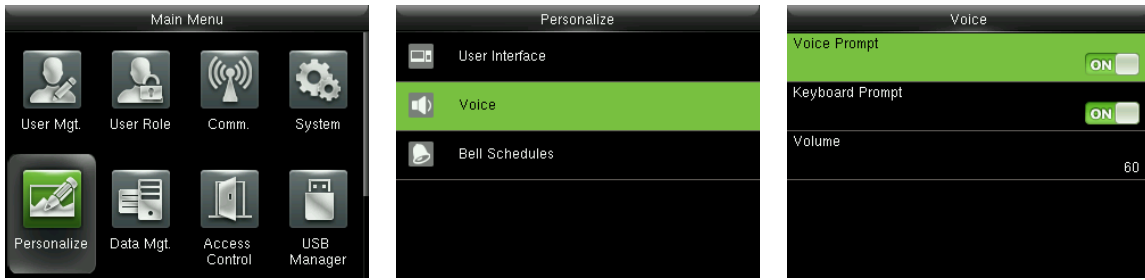 Main Menu
User Mgt.
User Role
Comm.
System
Personalize
Data Mgt.
Access
Control
USB
Manager
Personalize
User Interface
Voice
Bell Schedules
Voice
Voice Prompt
ON
Keyboard Prompt
ON
Volume
60